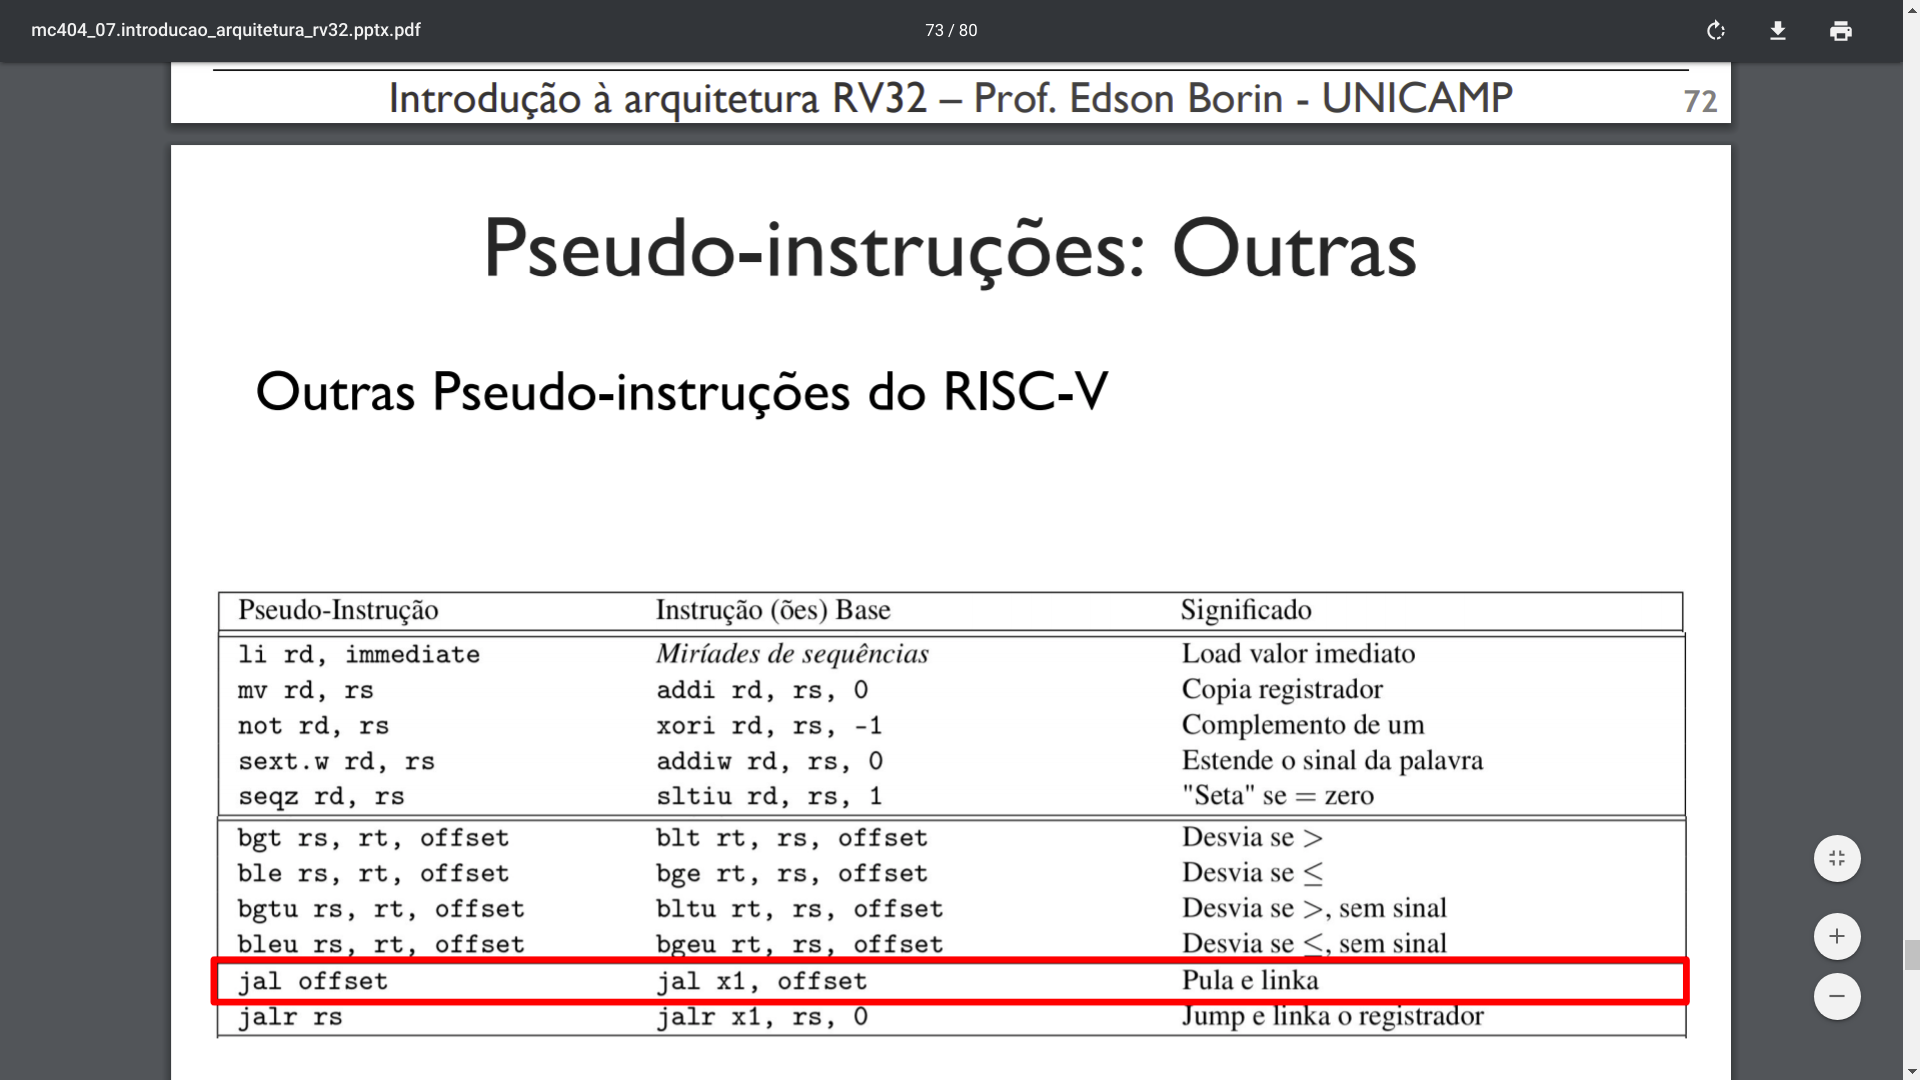 mc404_07.introducao_arquitetura_rv32.pptx.pdf 73 / 80
Introdução à arquitetura RV32 – Prof. Edson Borin - UNICAMP 72
Pseudo-instruções: Outras
Outras Pseudo-instruções do RISC-V
Pseudo-Instrução Instrução (ões) Base Significado
li rd, immediate Miríades de sequências Load valor imediato
mv rd, rs addi rd, rs, 0 Copia registrador
not rd, rs xori rd, rs, -1 Complemento de um
sext.w rd, rs addiw rd, rs, 0 Estende o sinal da palavra
seqz rd, rs sltiu rd, rs, 1 "Seta" se = zero
bgt rs, rt, offset blt rt, rs, offset Desvia se >
ble rs, rt, offset bge rt, rs, offset Desvia se ≤
bgtu rs, rt, offset bltu rt, rs, offset Desvia se >, sem sinal
bleu rs, rt, offset bgeu rt, rs, offset Desvia se ≤, sem sinal
jal offset jal x1, offset Pula e linka
jalr rs jalr x1, rs, 0 Jump e linka o registrador